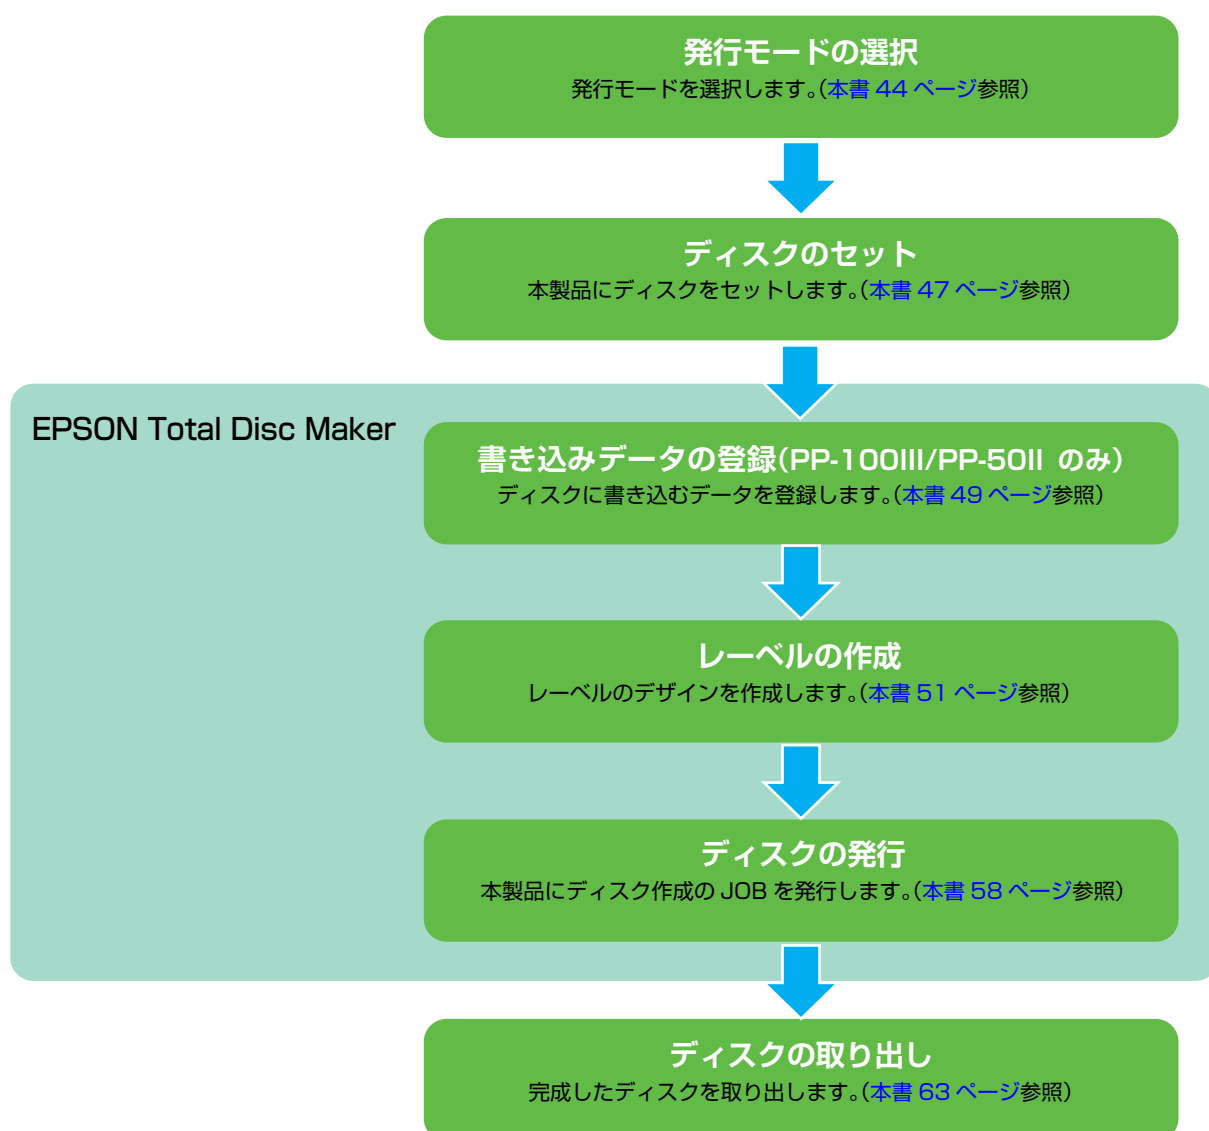 発行モードの選択
発行モードを選択します。(本書 44 ページ参照)
ディスクのセット
本製品にディスクをセットします。(本書 47 ページ参照)
EPSON Total Disc Maker
書き込みデータの登録(PP-100III/PP-50II のみ)
ディスクに書き込むデータを登録します。(本書 49 ページ参照)
レーベルの作成
レーベルのデザインを作成します。(本書 51 ページ参照)
ディスクの発行
本製品にディスク作成の JOB を発行します。(本書 58 ページ参照)
ディスクの取り出し
完成したディスクを取り出します。(本書 63 ページ参照)